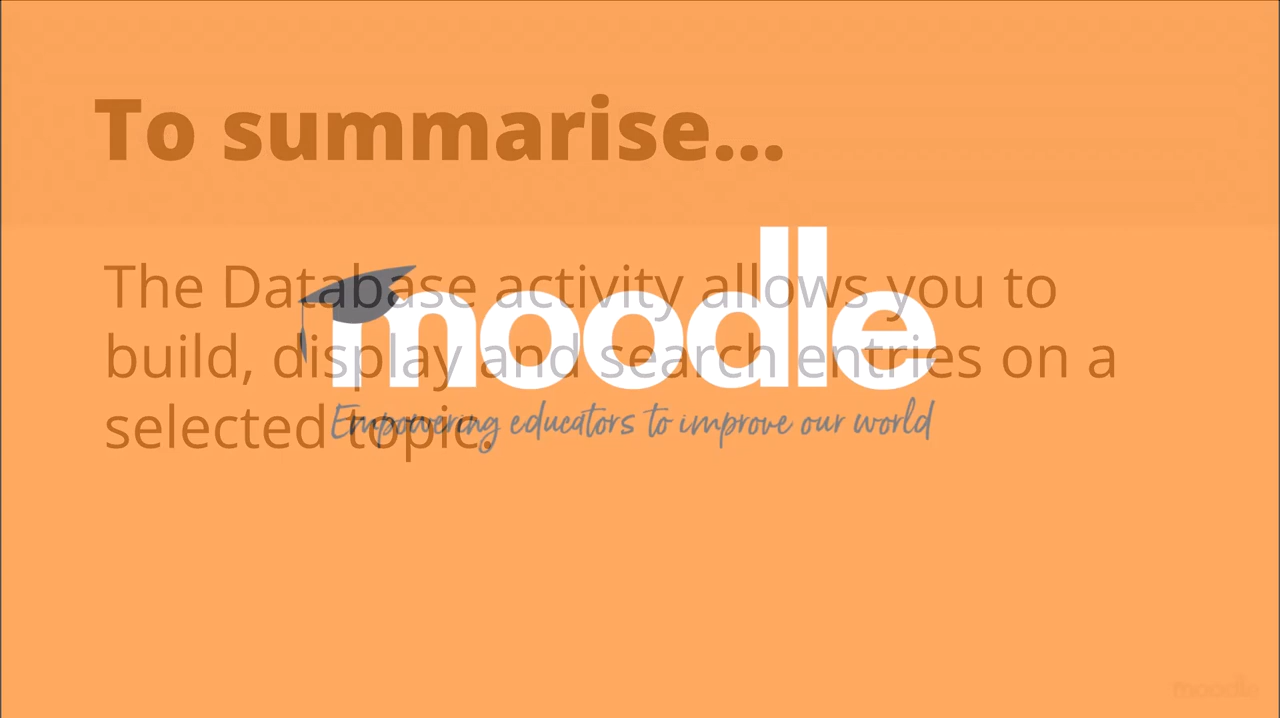 To summarise...
The Database activity allows you to
build, display and search entries on a
selected topic.
moodle
Empowering educators to improve our world
moodle